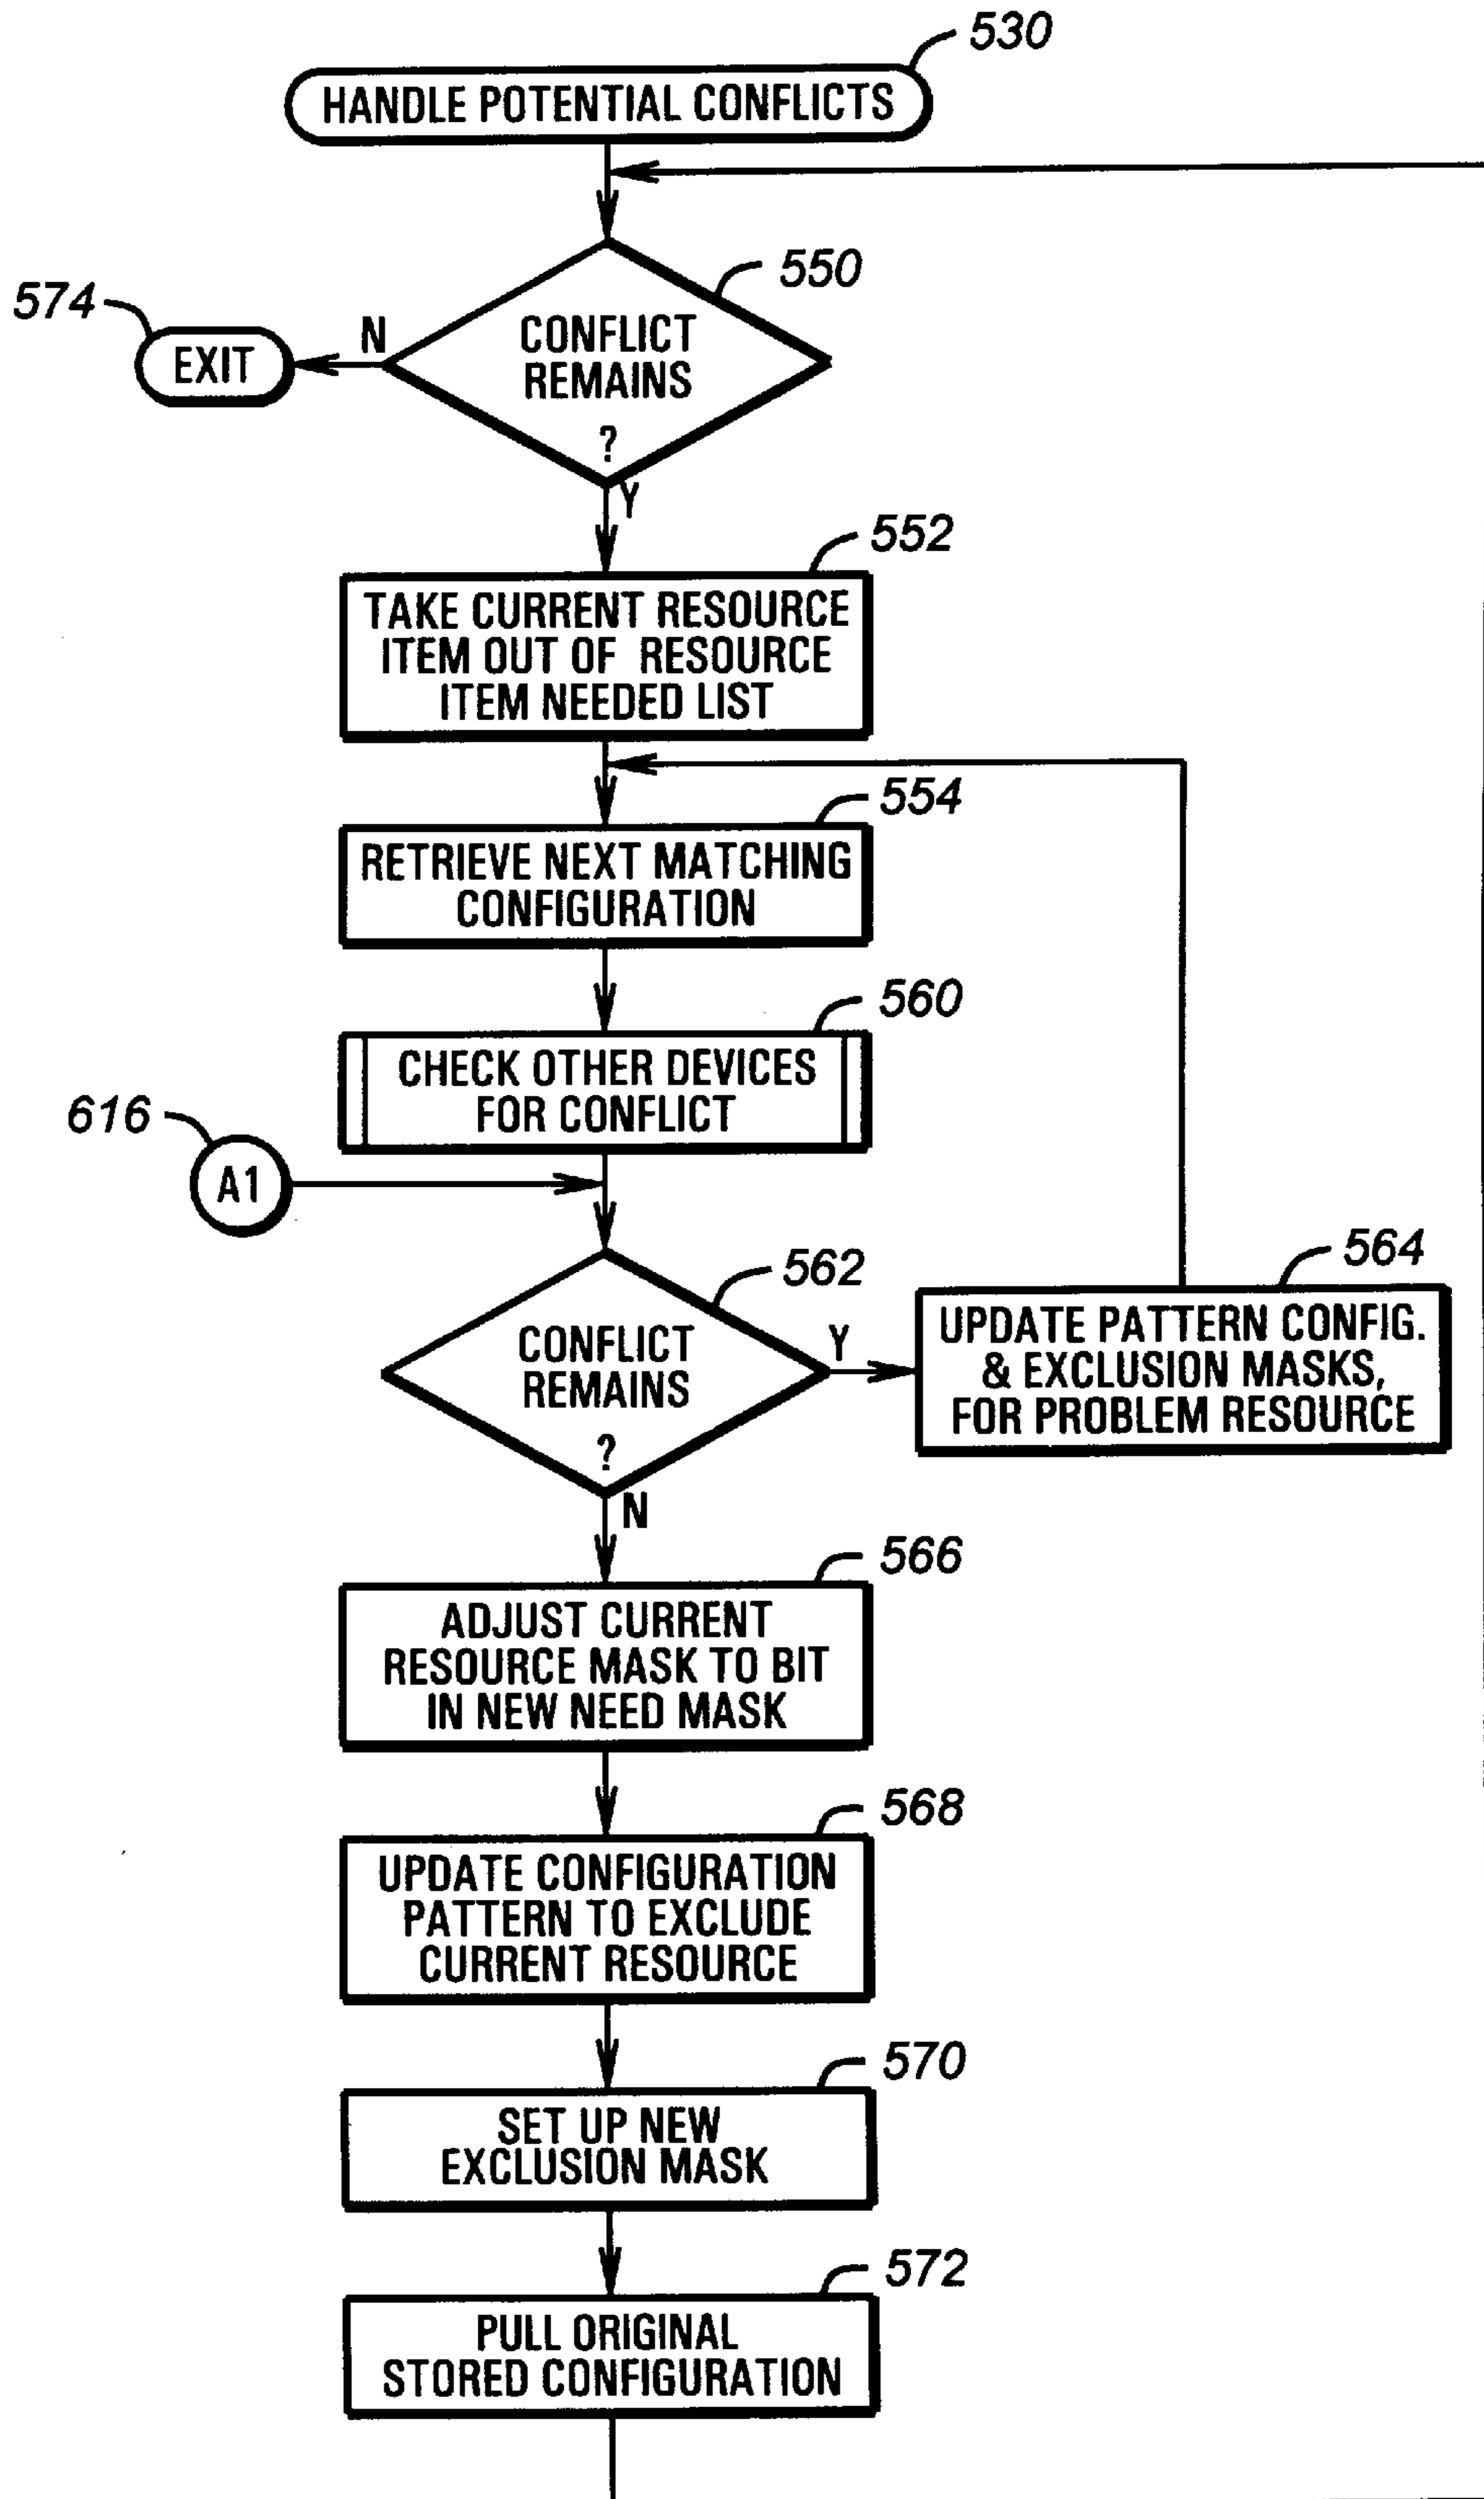 530
HANDLE POTENTIAL CONFLICTS
550
574
N
EXIT
CONFLICT
REMAINS
?
Y
552
TAKE CURRENT RESOURCE
ITEM OUT OF RESOURCE
ITEM NEEDED LIST
554
RETRIEVE NEXT MATCHING
CONFIGURATION
560
CHECK OTHER DEVICES
FOR CONFLICT
616
A1
562
CONFLICT
REMAINS
?
Y
N
564
UPDATE PATTERN CONFIG.
& EXCLUSION MASKS,
FOR PROBLEM RESOURCE
566
ADJUST CURRENT
RESOURCE MASK TO BIT
IN NEW NEED MASK
568
UPDATE CONFIGURATION
PATTERN TO EXCLUDE
CURRENT RESOURCE
570
SET UP NEW
EXCLUSION MASK
572
PULL ORIGINAL
STORED CONFIGURATION